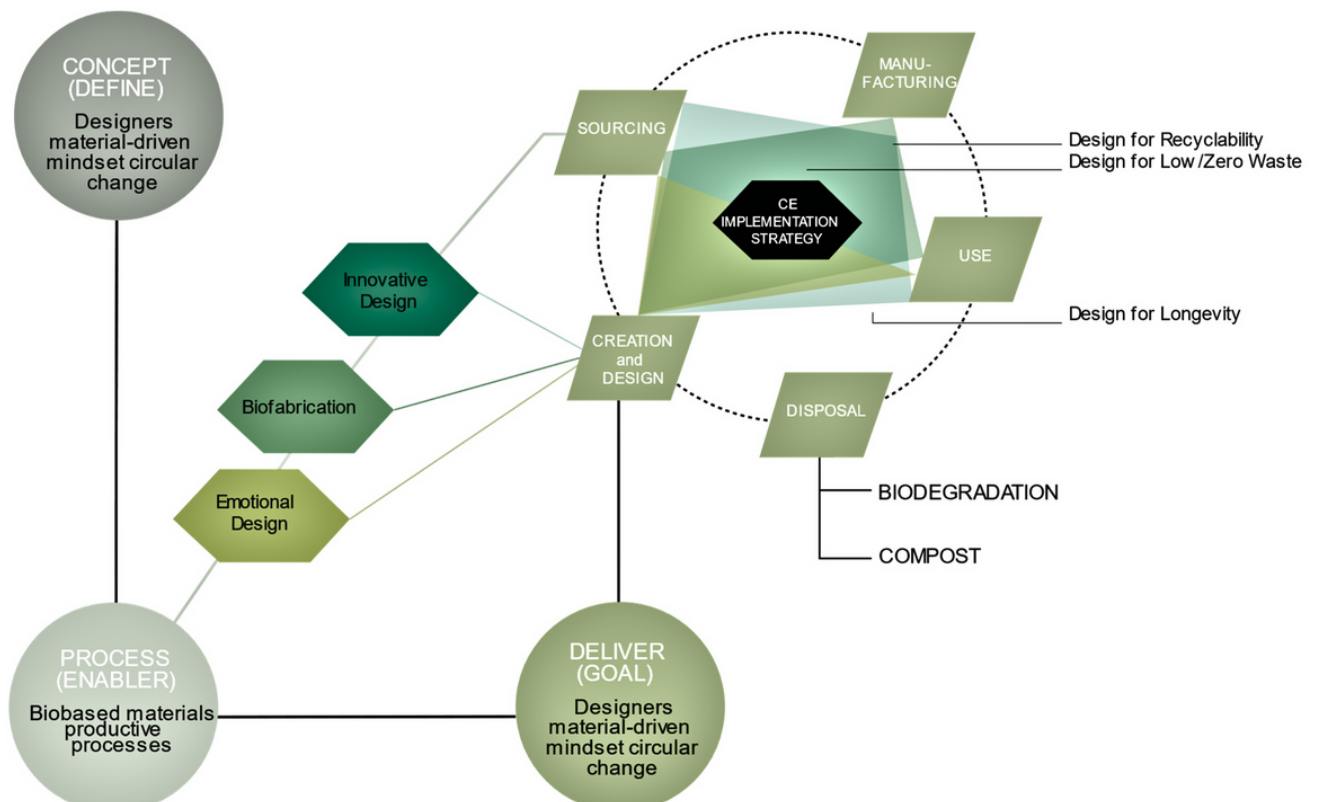 CONCEPT
(DEFINE)
Designers
material-driven
mindset circular
change
SOURCING
MANU-
FACTURING
Design for Recyclability
Design for Low/Zero Waste
CE
IMPLEMENTATION
STRATEGY
USE
Innovative
Design
Design for Longevity
CREATION
and
DESIGN
Biofabrication
DISPOSAL
Emotional
Design
BIODEGRADATION
COMPOST
PROCESS
(ENABLER)
Biobased materials
productive
processes
DELIVER
(GOAL)
Designers
material-driven
mindset circular
change